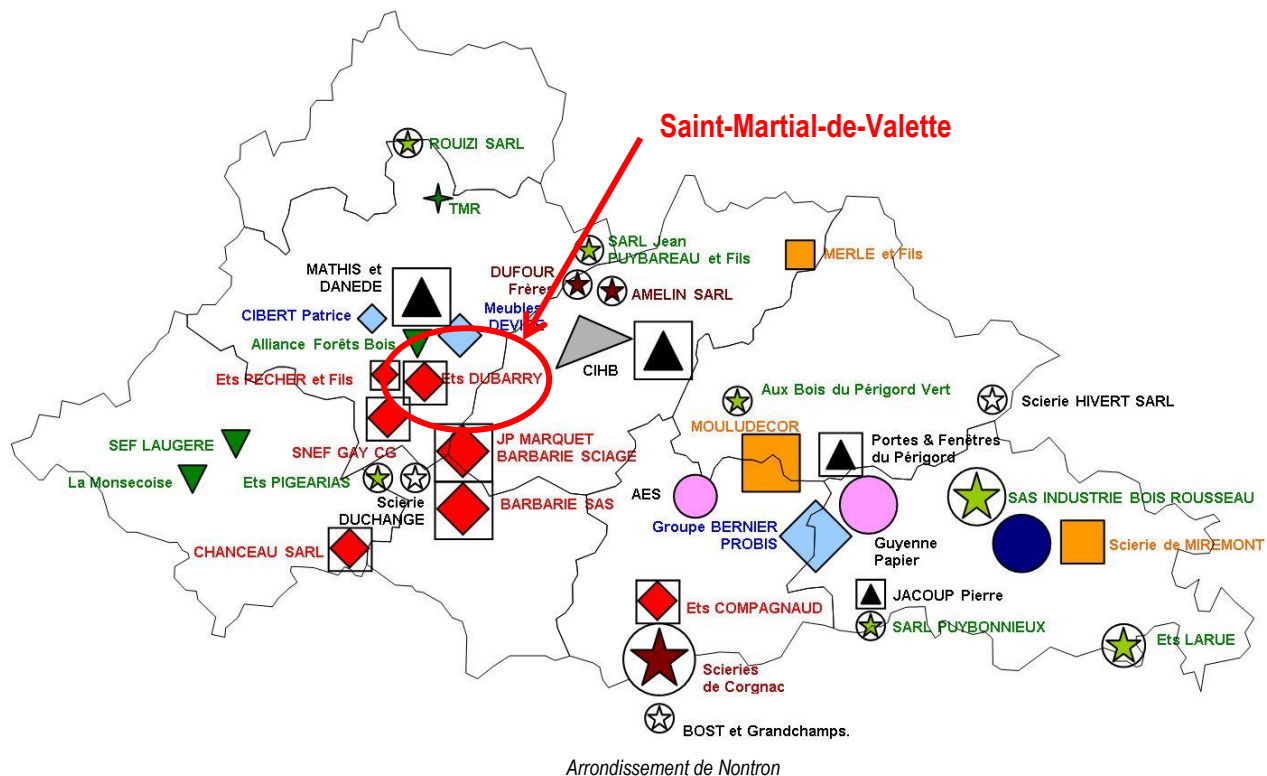 Saint-Martial-de-Valette
ROUIZI SARL
TMR
SARL Jean
PUYBAREAU et Fils
MERLE et Fils
MATHIS et
DANEDE
DUFOUR
Frères
AMELIN SARL
CIBERT Patrice
Meubles
Alliance Forêts Bois
CIHB
Ets PECHER et Fils
Ets DUBARRY
Aux Bois du Périgord Vert
Scierie HIVERT SARL
MOULUDECOR
SEF LAUGERE
SNEF GAY CG
JP MARQUET
BARBARIE SCIAGE
Portes & Fenêtres
du Périgord
La Monsecoise
Ets PIGEARIAS
Scierie
DUCHANGE
BARBARIE SAS
AES
SAS INDUSTRIE BOIS ROUSSEAU
Groupe BERNIER
PROBIS
Guyenne
Papier
Scierie de MIREMONT
CHANCEAU SARL
Ets COMPAGNAUD
JACOUP Pierre
SARL PUYBONNIEUX
Ets LARUE
Scieries
de Corgnac
BOST et Grandchamps.
Arrondissement de Nontron